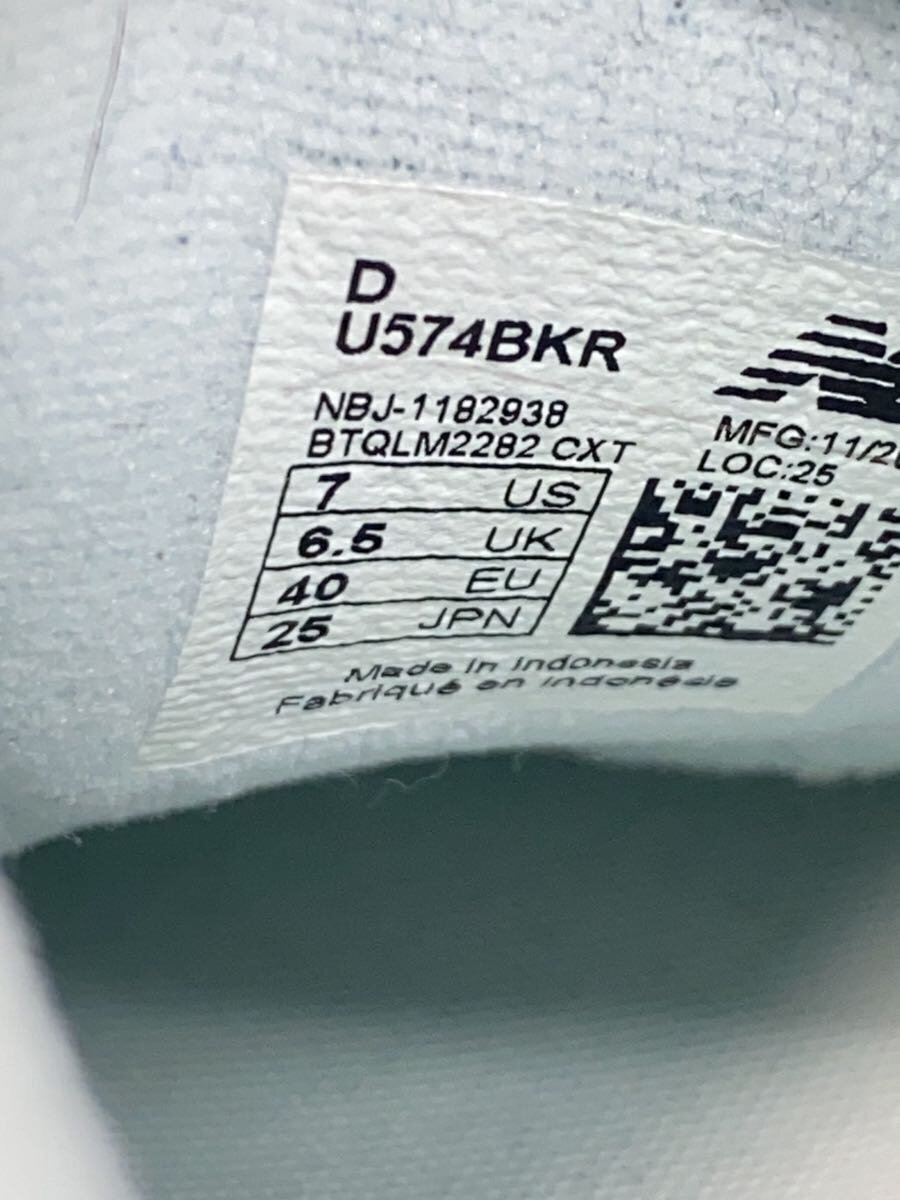 D
U574BKR
NBJ-1182938
BTQLM2282 CXT
MFG:11/20
LOC:25
7 US
6.5 UK
40 EU
25 JPN
Made in Indonesia
Fabriqué en Indonésie